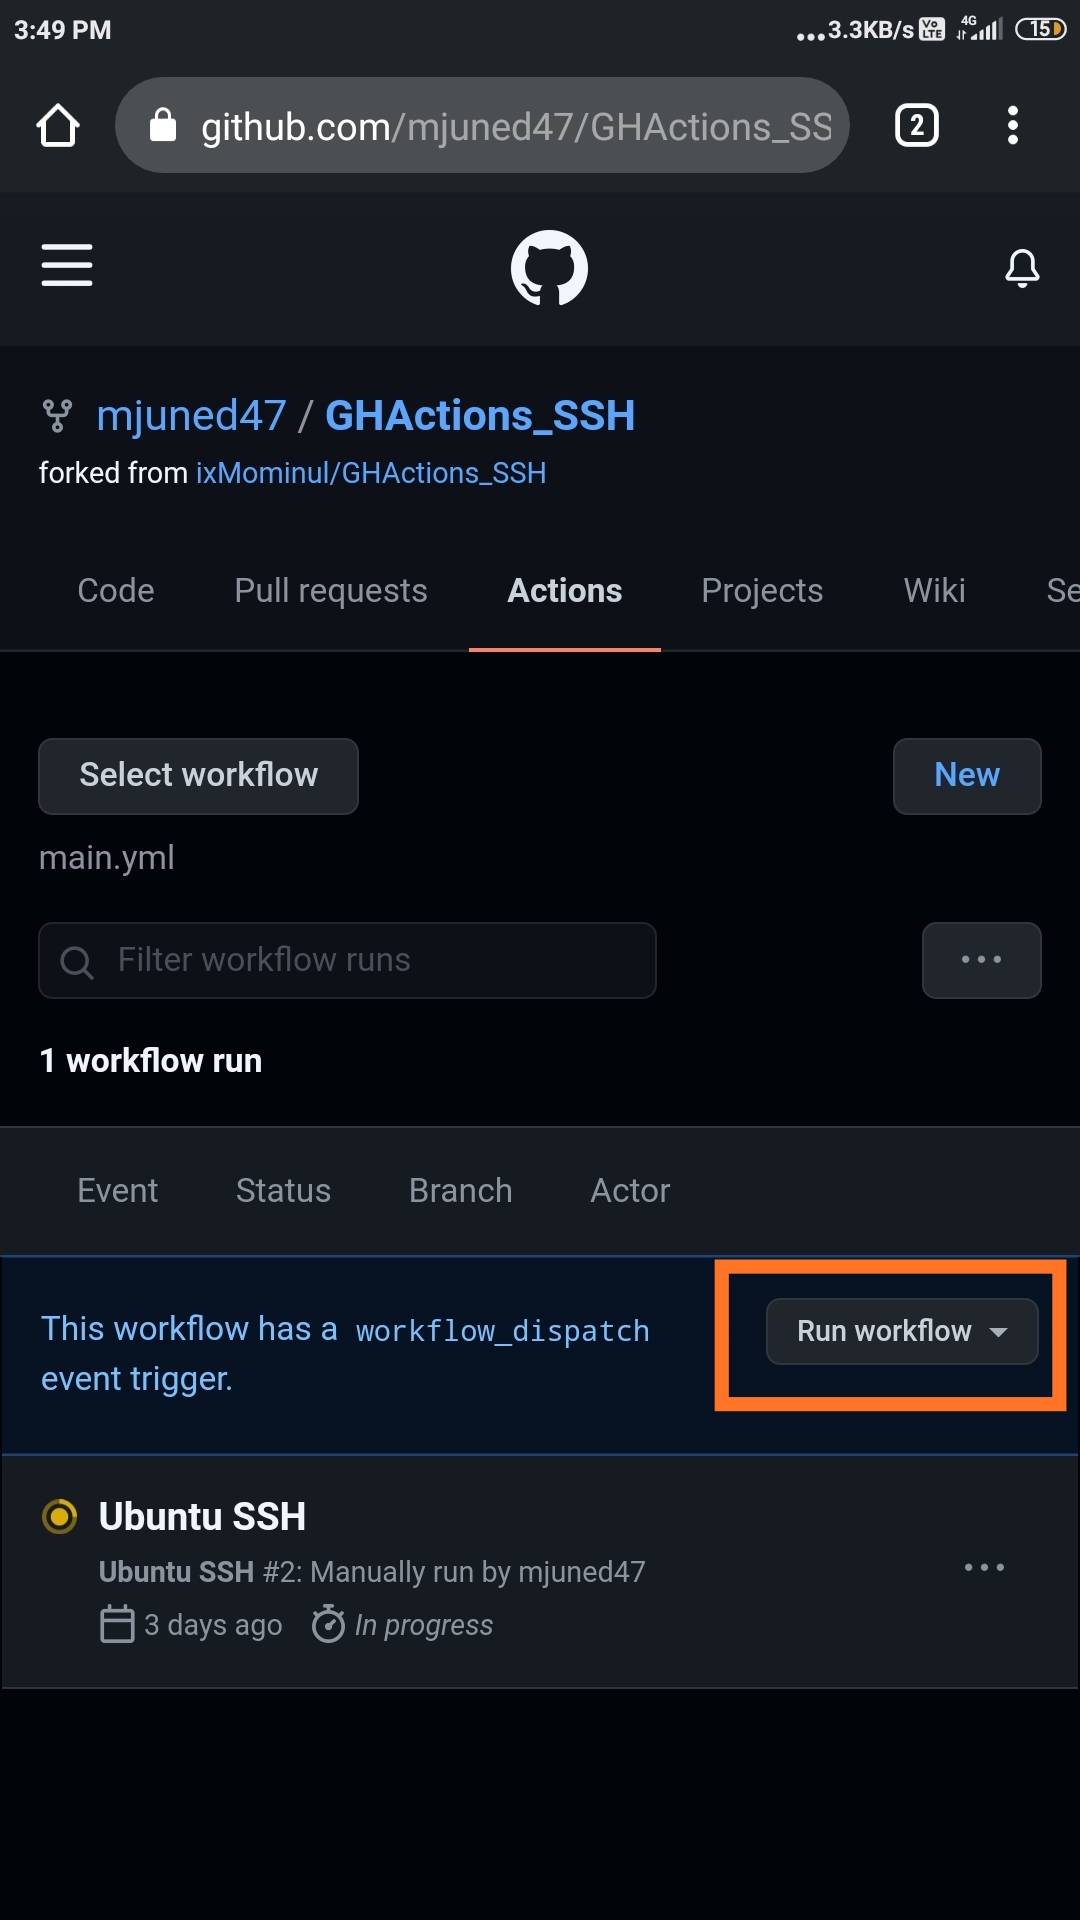 3:49 PM
...3.3KB/s Vo LTE 4G 15
github.com/mjuned47/GHActions_SS
2
mjuned47 / GHActions_SSH
forked from ixMominul/GHActions_SSH
Code Pull requests Actions Projects Wiki Se
Select workflow New
main.yml
Filter workflow runs ...
1 workflow run
Event Status Branch Actor
This workflow has a workflow_dispatch
event trigger.
Run workflow
Ubuntu SSH
Ubuntu SSH #2: Manually run by mjuned47
3 days ago In progress